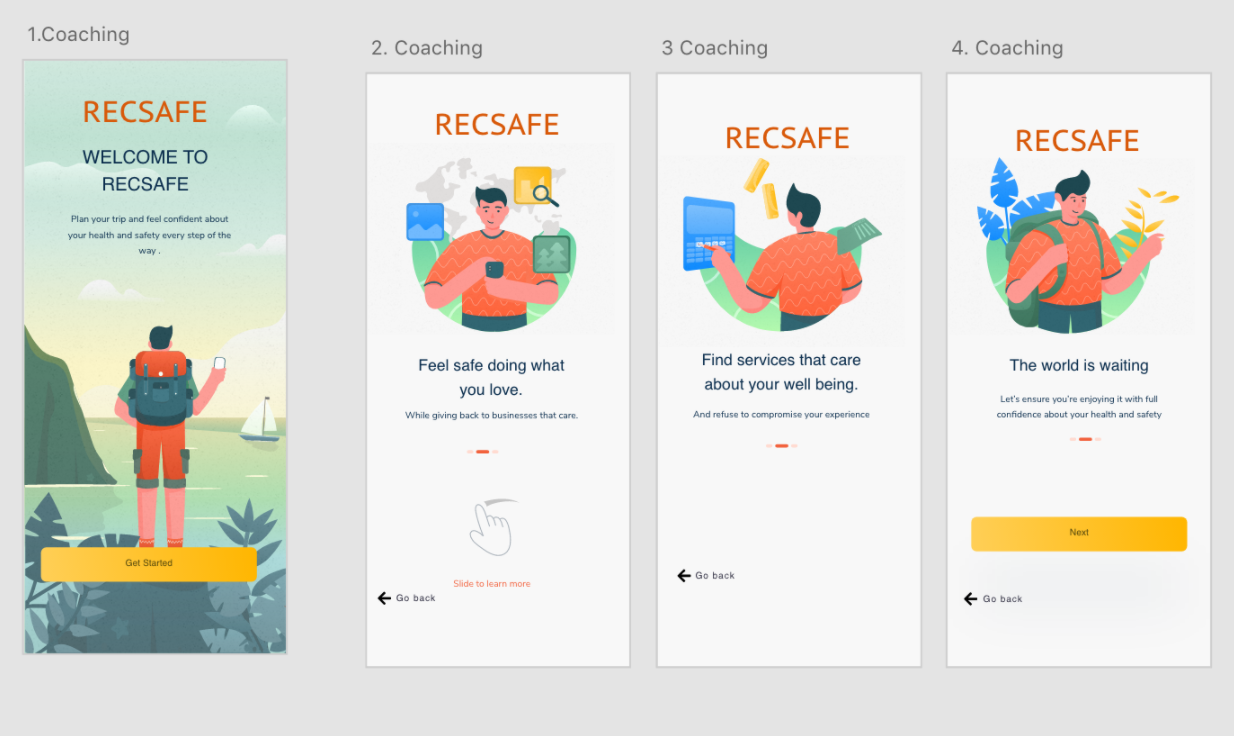 1.Coaching
RECSAFE
WELCOME TO
RECSAFE
Plan your trip and feel confident about
your health and safety every step of the
way .
Get Started
2. Coaching
RECSAFE
Feel safe doing what
you love.
While giving back to businesses that care.
Slide to learn more
Go back
3 Coaching
RECSAFE
Find services that care
about your well being.
And refuse to compromise your experience
Go back
4. Coaching
RECSAFE
The world is waiting
Let's ensure you're enjoying it with full
confidence about your health and safety
Next
Go back